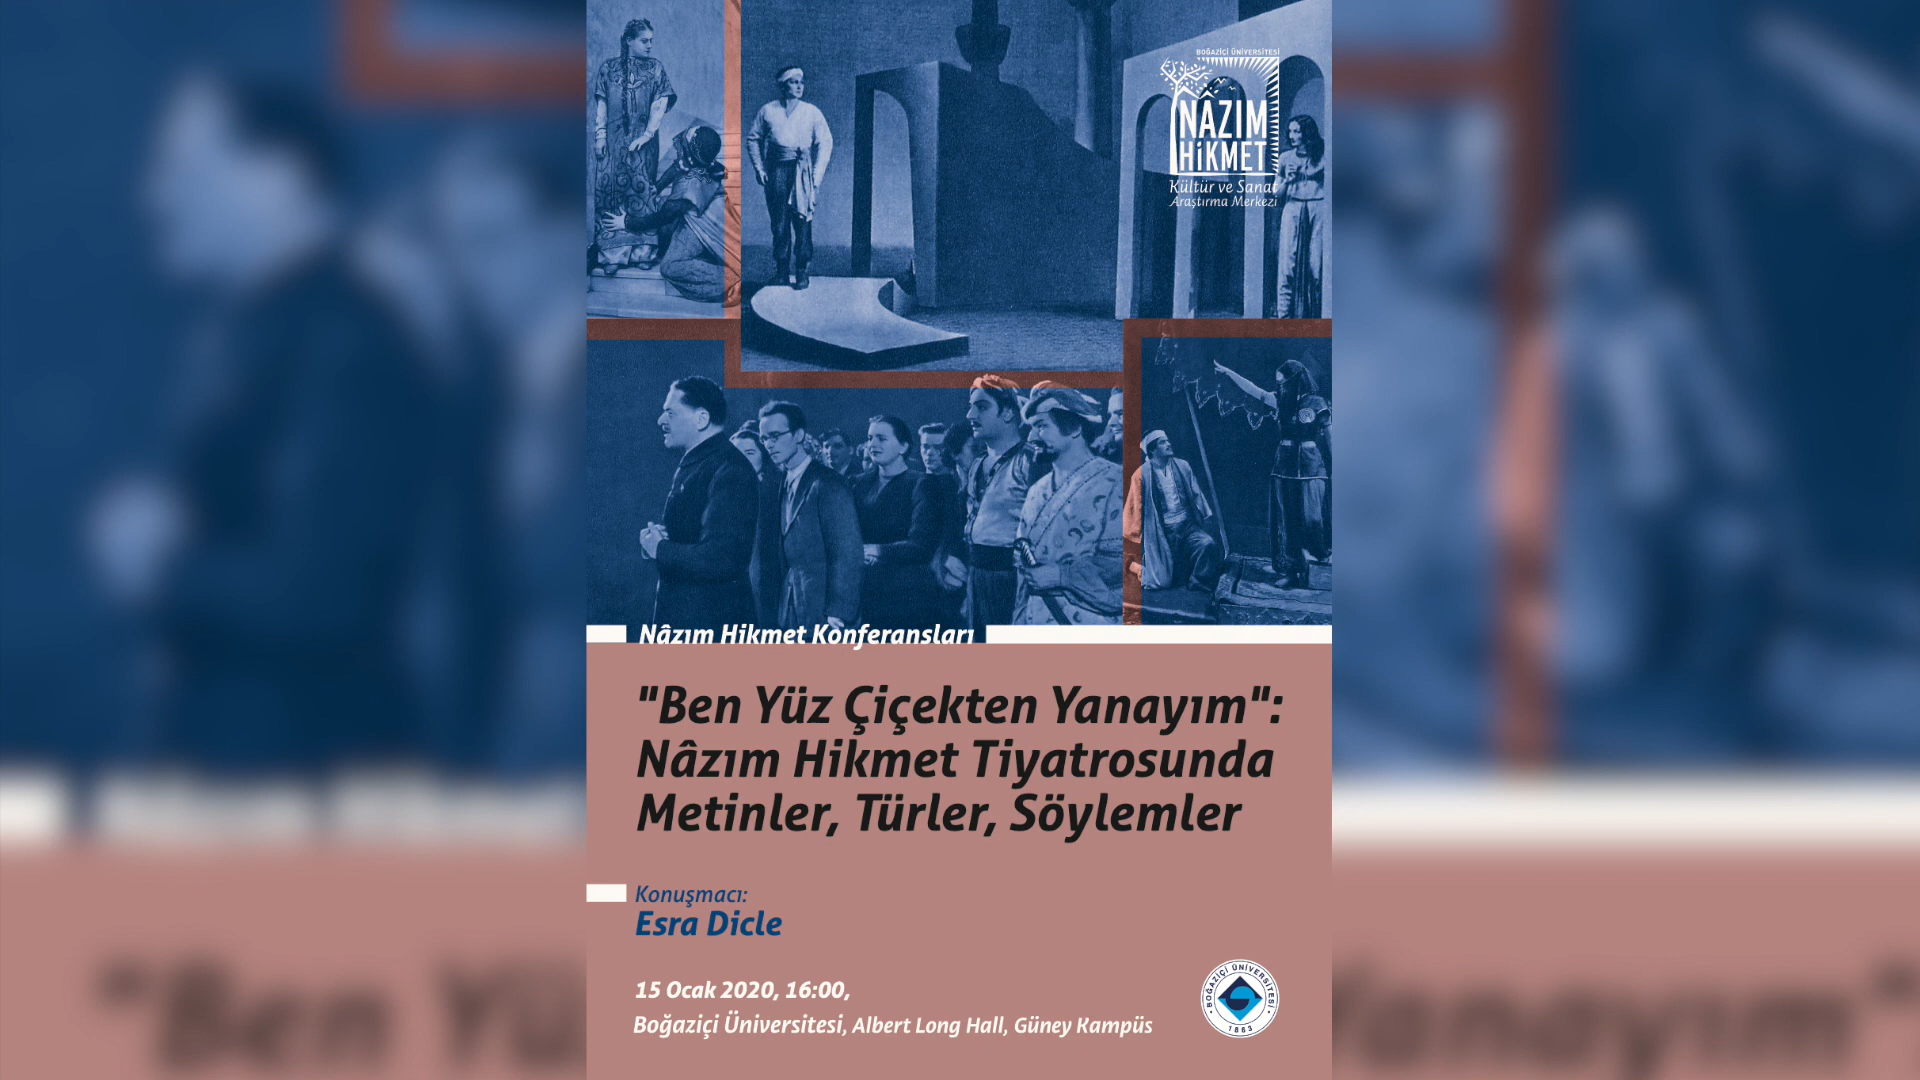 BOĞAZİÇİ ÜNİVERSİTESİ
NAZIM
HİKMET
Kültür ve Sanat
Araştırma Merkezi
Nâzım Hikmet Konferansları
"Ben Yüz Çiçekten Yanayım":
Nâzım Hikmet Tiyatrosunda
Metinler, Türler, Söylemler
Konuşmacı:
Esra Dicle
15 Ocak 2020, 16:00,
Boğaziçi Üniversitesi, Albert Long Hall, Güney Kampüs
BOĞAZİÇİ ÜNİVERSİTESİ
1863